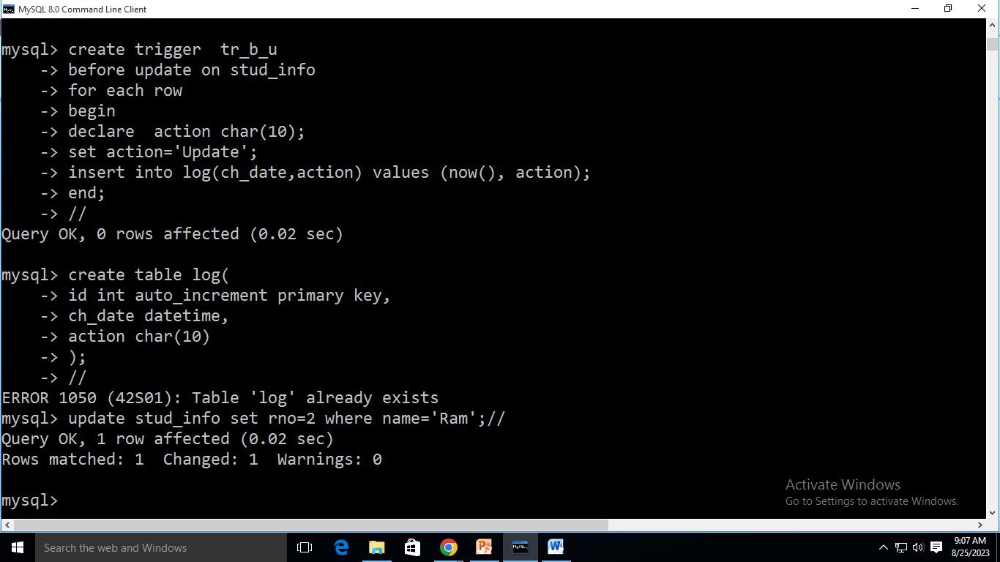 MySQL 8.0 Command Line Client
mysql> create trigger  tr_b_u
    -> before update on stud_info
    -> for each row
    -> begin
    -> declare  action char(10);
    -> set action='Update';
    -> insert into log(ch_date,action) values (now(), action);
    -> end;
    -> //
Query OK, 0 rows affected (0.02 sec)
mysql> create table log(
    -> id int auto_increment primary key,
    -> ch_date datetime,
    -> action char(10)
    -> );
    -> //
ERROR 1050 (42S01): Table 'log' already exists
mysql> update stud_info set rno=2 where name='Ram';//
Query OK, 1 row affected (0.02 sec)
Rows matched: 1  Changed: 1  Warnings: 0
mysql>
Activate Windows
Go to Settings to activate Windows.
Search the web and Windows
9:07 AM
8/25/2023